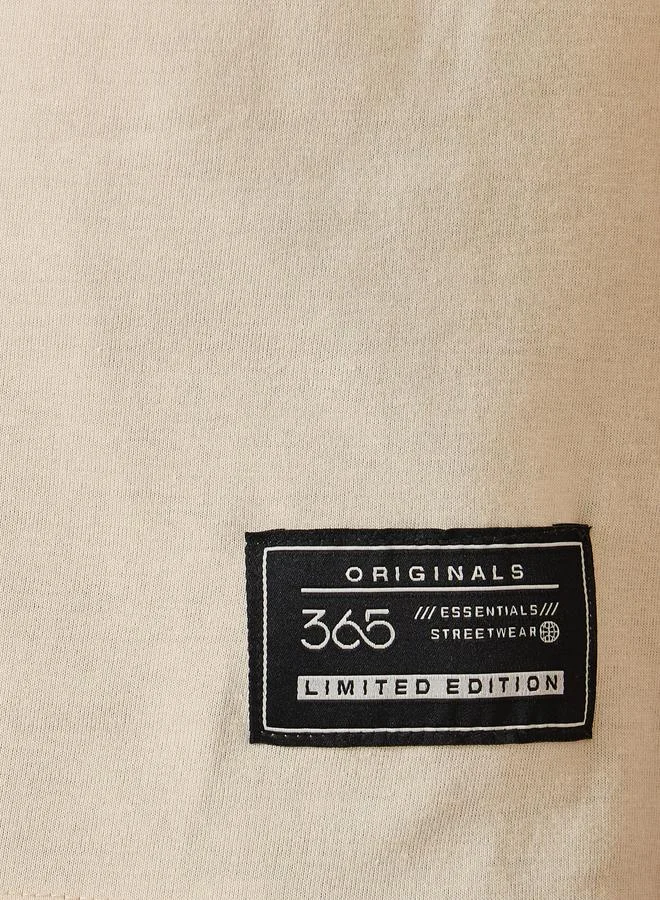 ORIGINALS
365
/// ESSENTIALS ///
STREETWEAR
LIMITED EDITION